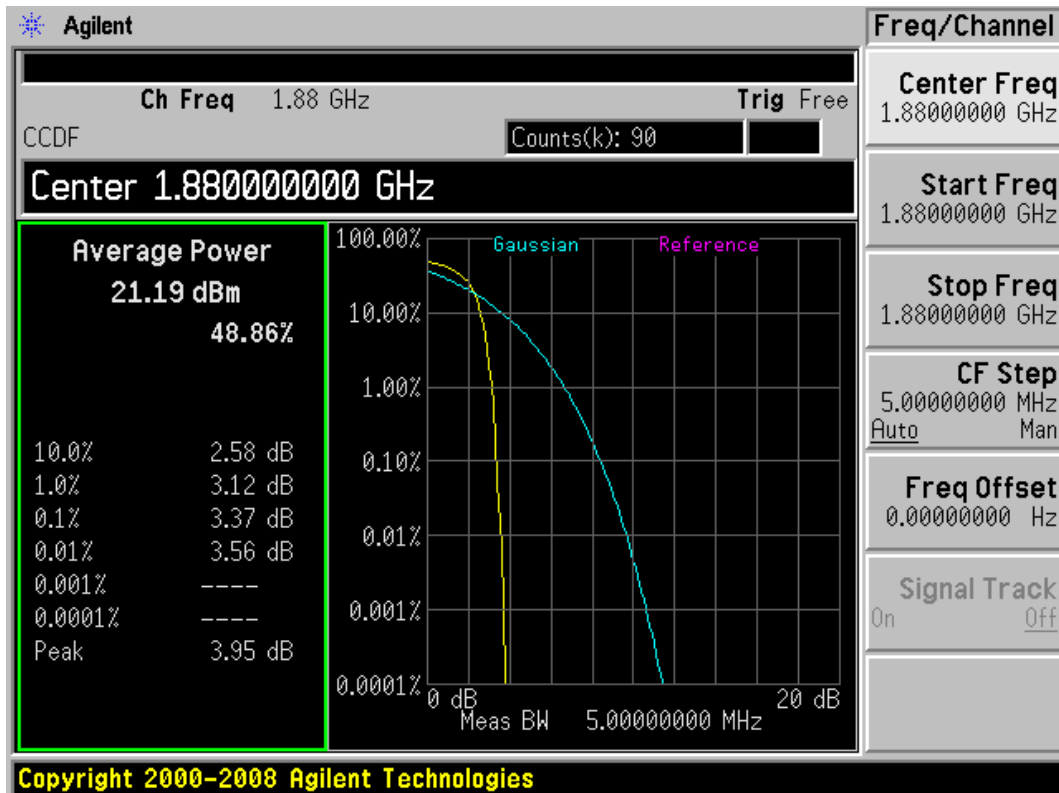 Agilent
Freq/Channel
Ch Freq 1.88 GHz Trig Free
CCDF Counts(k): 90
Center 1.880000000 GHz
Average Power
21.19 dBm
48.86%
10.0% 2.58 dB
1.0% 3.12 dB
0.1% 3.37 dB
0.01% 3.56 dB
0.001% ----
0.0001% ----
Peak 3.95 dB
Gaussian Reference
100.00%
10.00%
1.00%
0.10%
0.01%
0.001%
0.0001%
0 dB 20 dB
Meas BW 5.00000000 MHz
Center Freq
1.88000000 GHz
Start Freq
1.88000000 GHz
Stop Freq
1.88000000 GHz
CF Step
5.00000000 MHz
Auto Man
Freq Offset
0.00000000 Hz
Signal Track
On Off
Copyright 2000-2008 Agilent Technologies